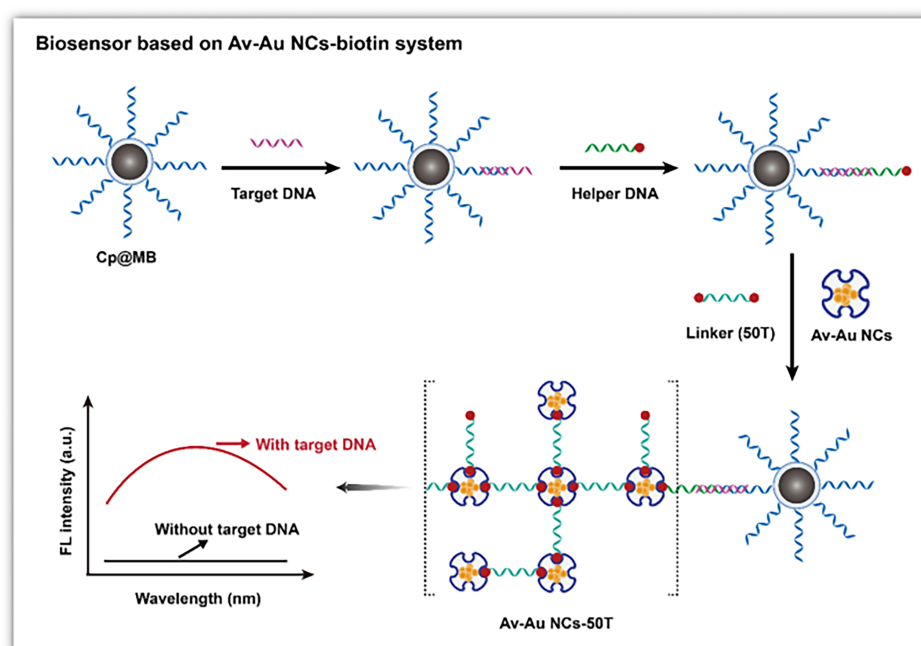 Biosensor based on Av-Au NCs-biotin system
Target DNA
Helper DNA
Cp@MB
Linker (50T)
Av-Au NCs
FL intensity (a.u.)
With target DNA
Without target DNA
Wavelength (nm)
Av-Au NCs-50T